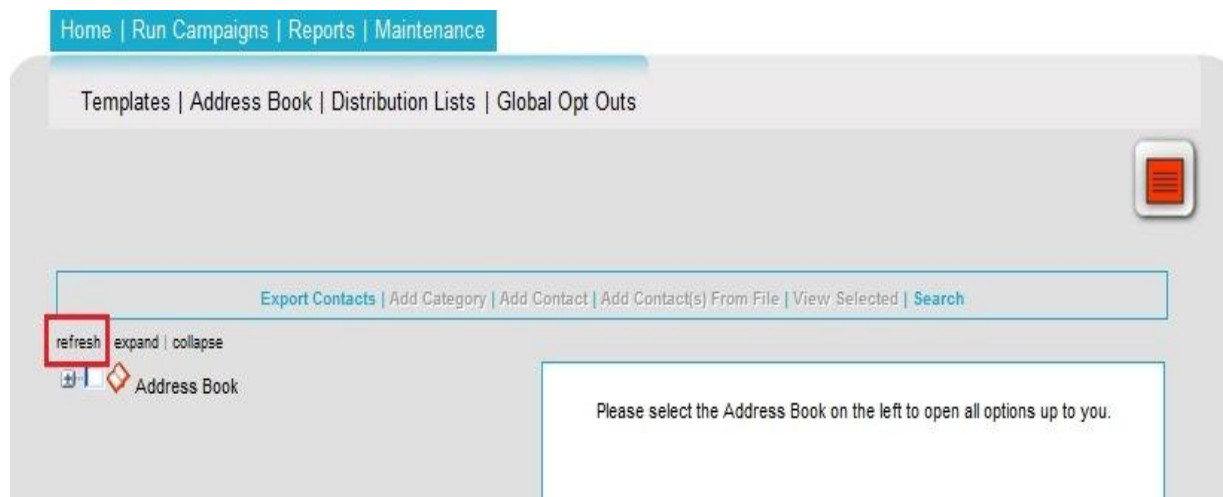 Home | Run Campaigns | Reports | Maintenance
Templates | Address Book | Distribution Lists | Global Opt Outs
Export Contacts | Add Category | Add Contact | Add Contact(s) From File | View Selected | Search
refresh | expand | collapse
Address Book
Please select the Address Book on the left to open all options up to you.